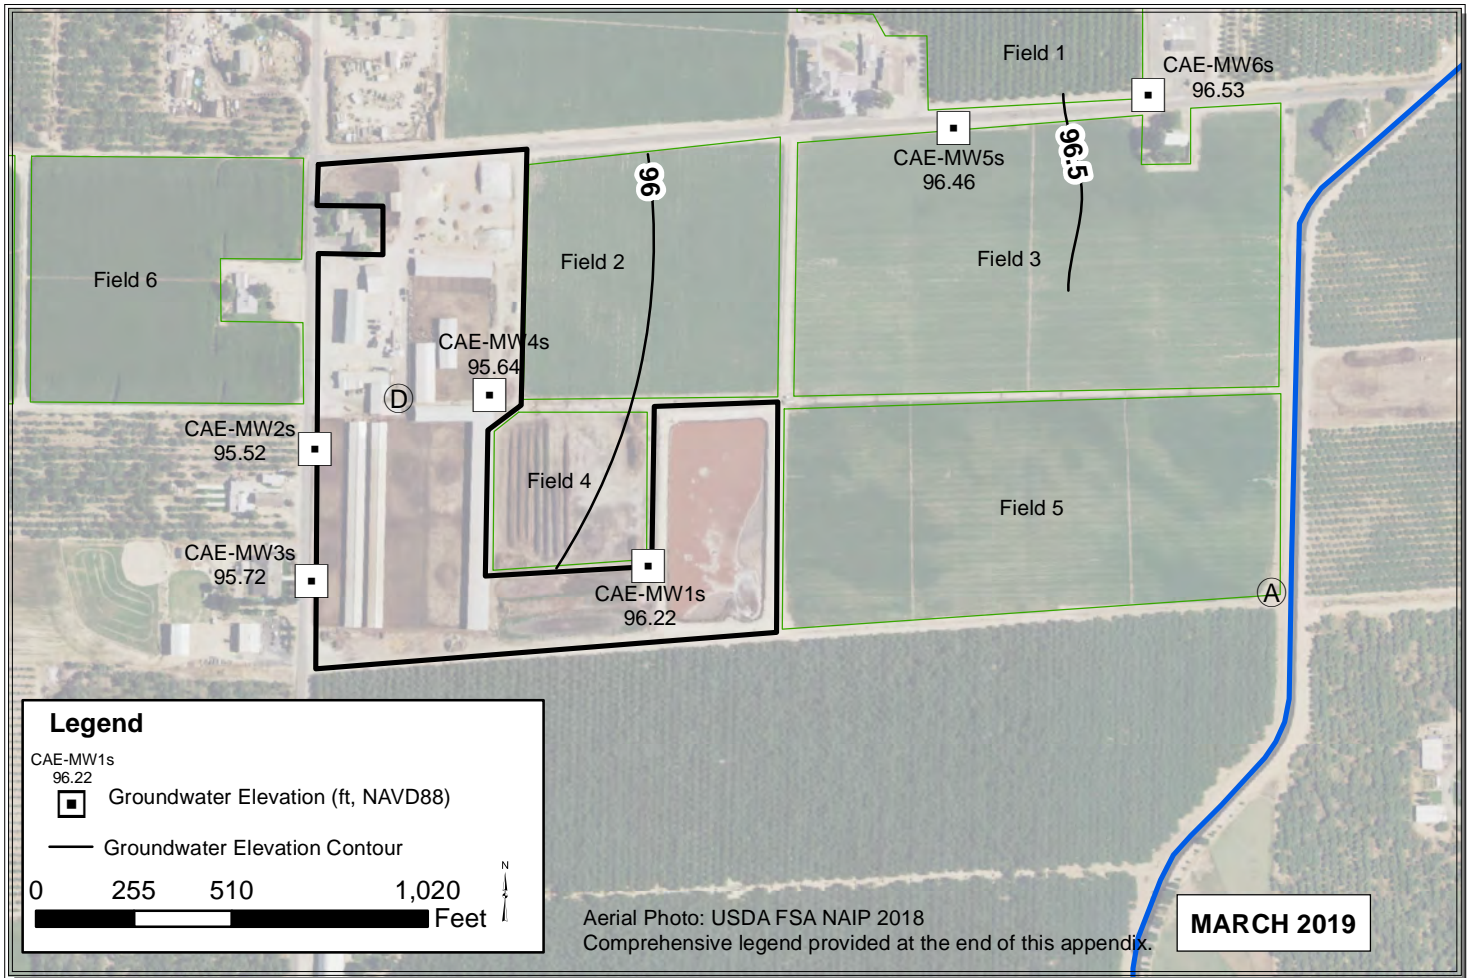 Field 1
CAE-MW6s
96.53
CAE-MW5s
96.46
96.5
96
Field 2
Field 3
Field 6
CAE-MW4s
95.64
D
CAE-MW2s
95.52
Field 4
Field 5
CAE-MW3s
95.72
CAE-MW1s
96.22
A
Legend
CAE-MW1s
96.22
Groundwater Elevation (ft, NAVD88)
Groundwater Elevation Contour
N
0 255 510 1,020
Feet
Aerial Photo: USDA FSA NAIP 2018
Comprehensive legend provided at the end of this appendix.
MARCH 2019